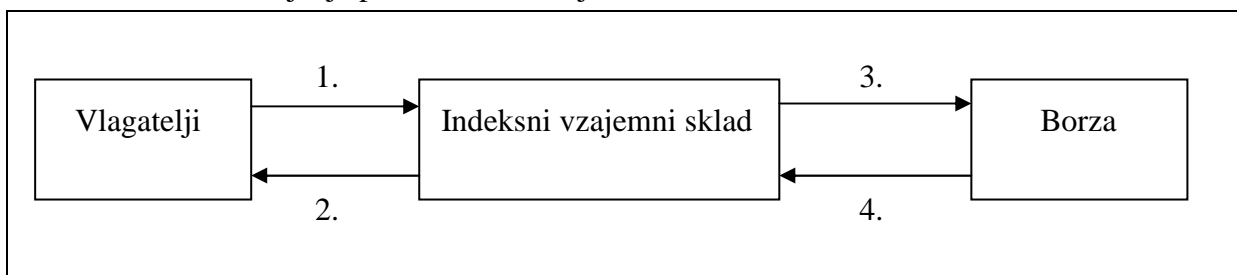 1.
3.
Vlagatelji
Indeksni vzajemni sklad
Borza
2.
4.